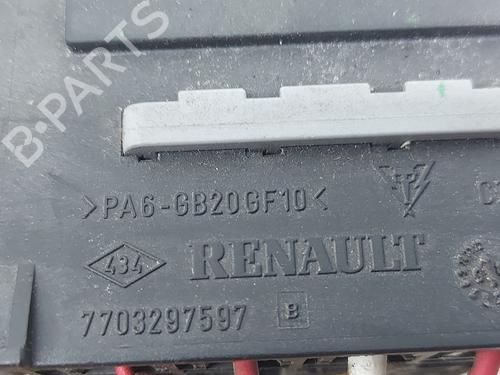 B-PARTS
>PA6-GB20GF10<
434 RENAULT
7703297597 B